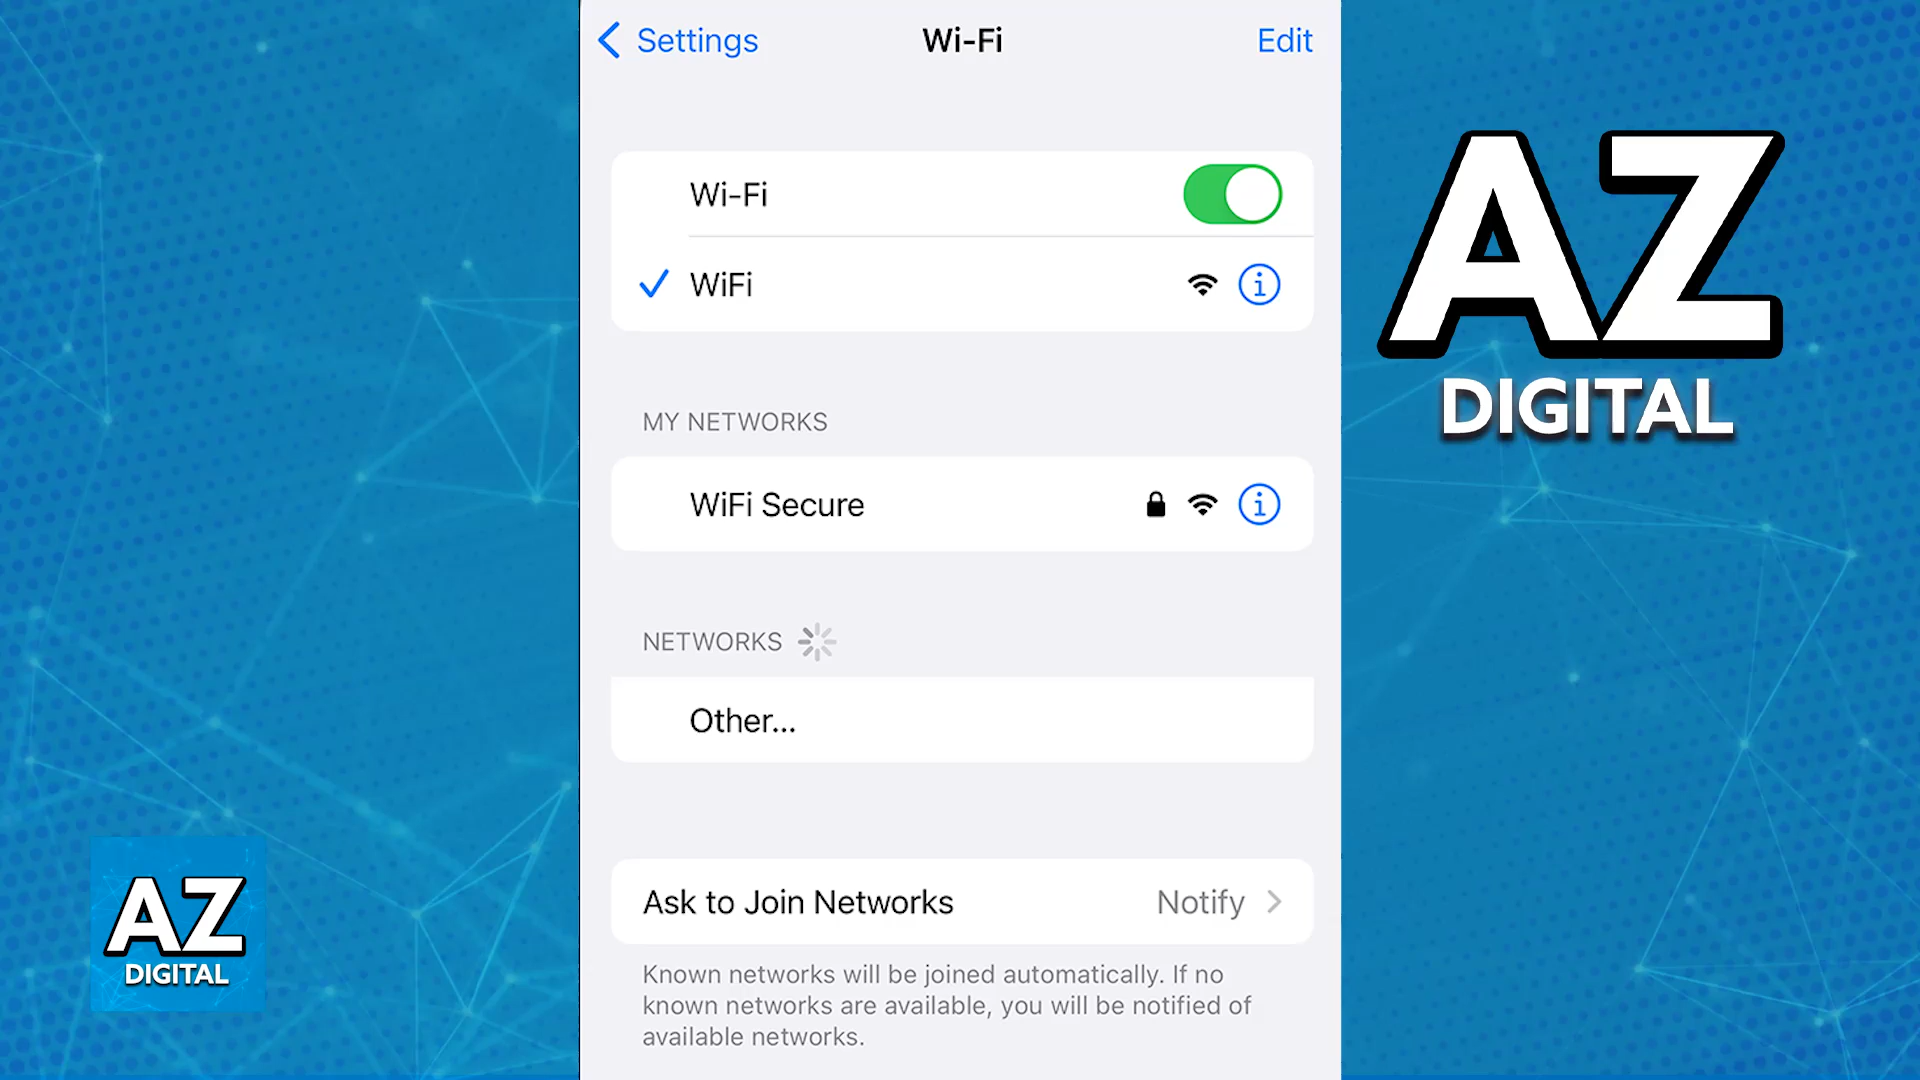 Settings
Wi-Fi
Edit
Wi-Fi
WiFi
MY NETWORKS
WiFi Secure
NETWORKS
Other...
Ask to Join Networks
Notify
Known networks will be joined automatically. If no
known networks are available, you will be notified of
available networks.
AZ
DIGITAL
AZ
DIGITAL